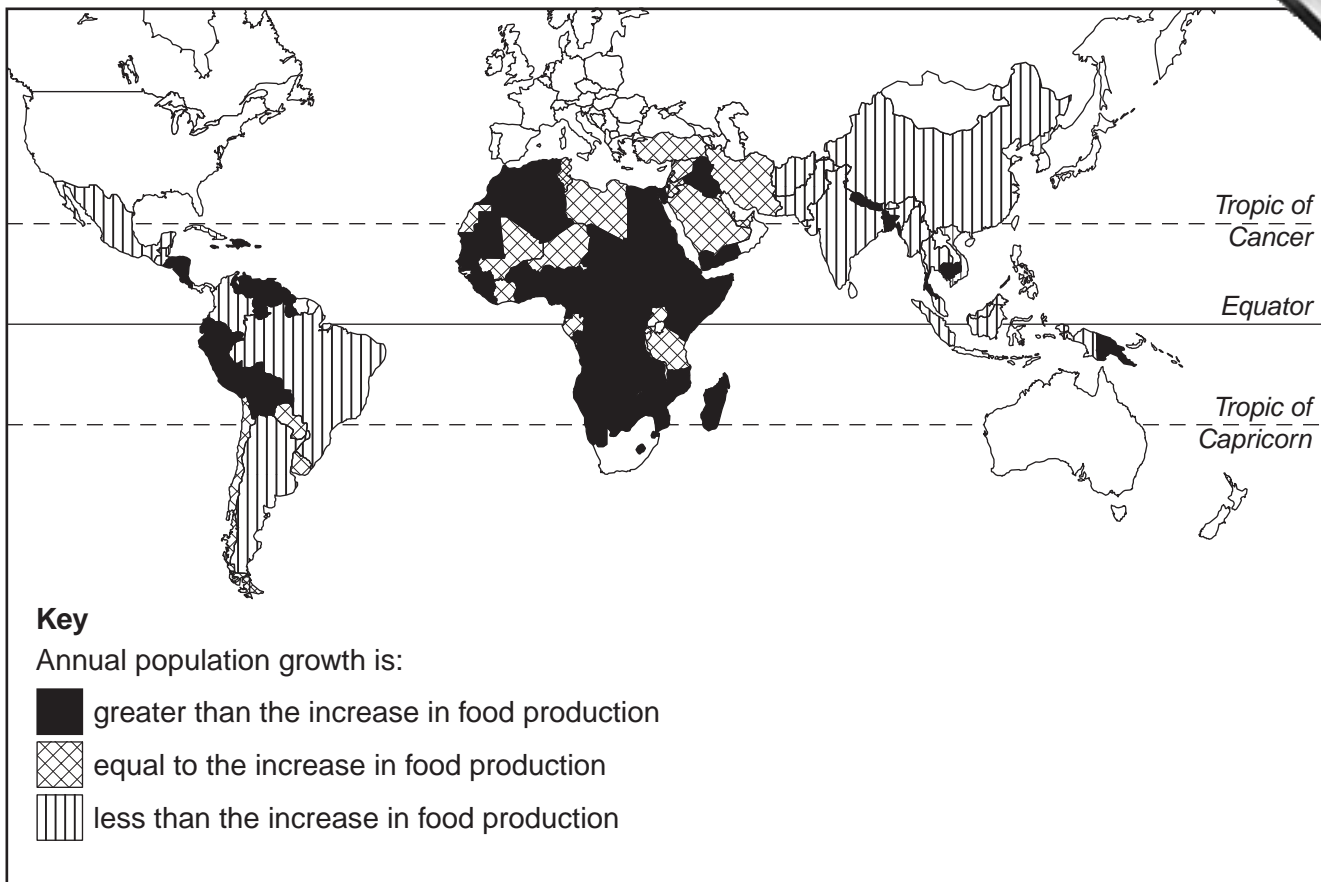 Tropic of
Cancer
Equator
Tropic of
Capricorn
Key
Annual population growth is:
greater than the increase in food production
equal to the increase in food production
less than the increase in food production